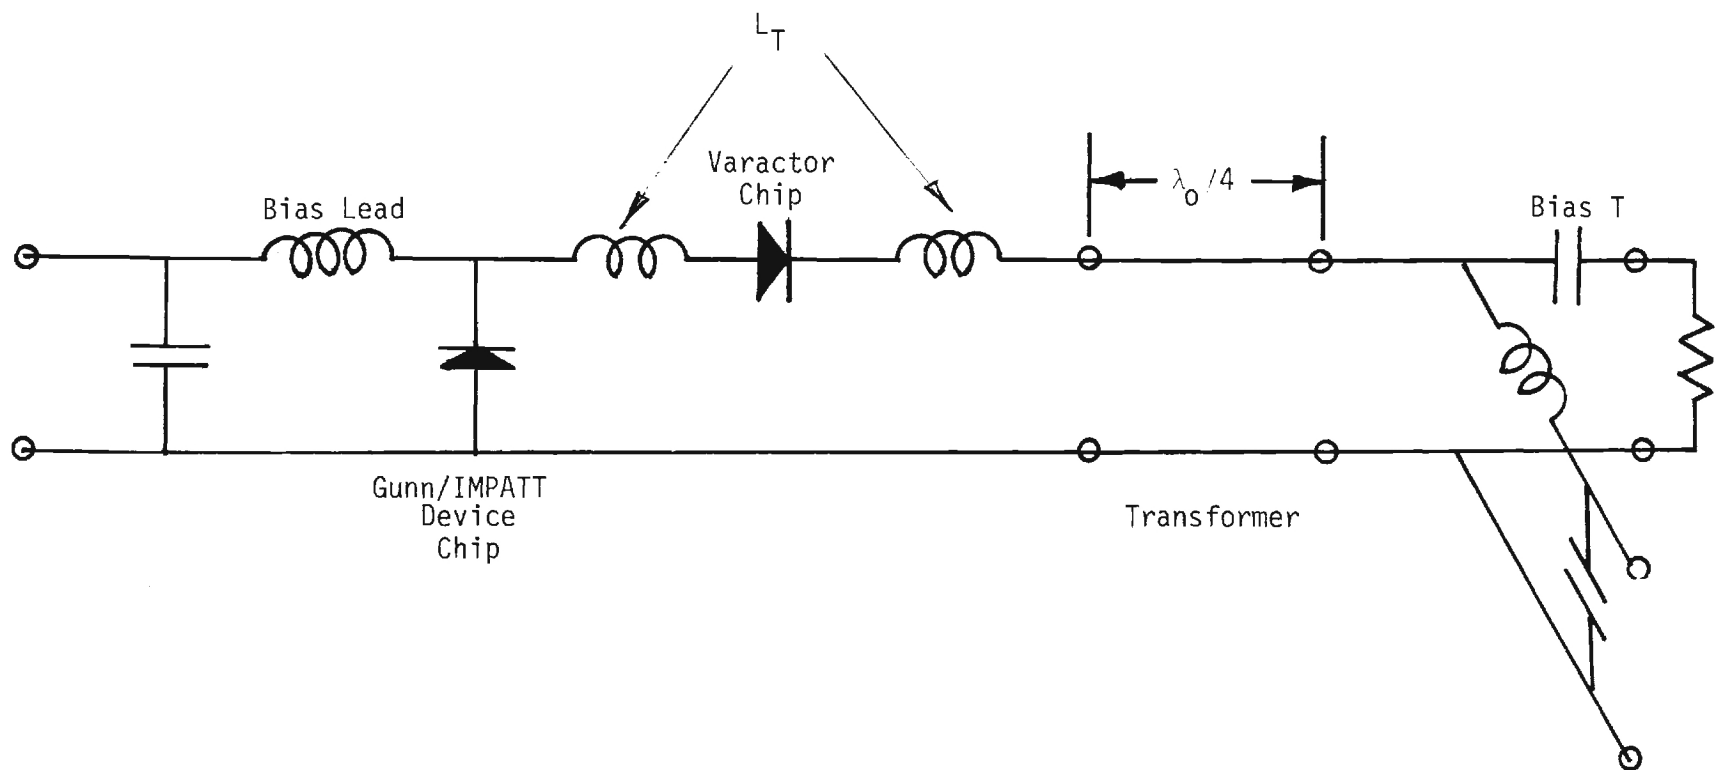 L_T
Varactor
Chip
λ_o/4
Bias Lead
Bias T
Gunn/IMPATT
Device
Chip
Transformer